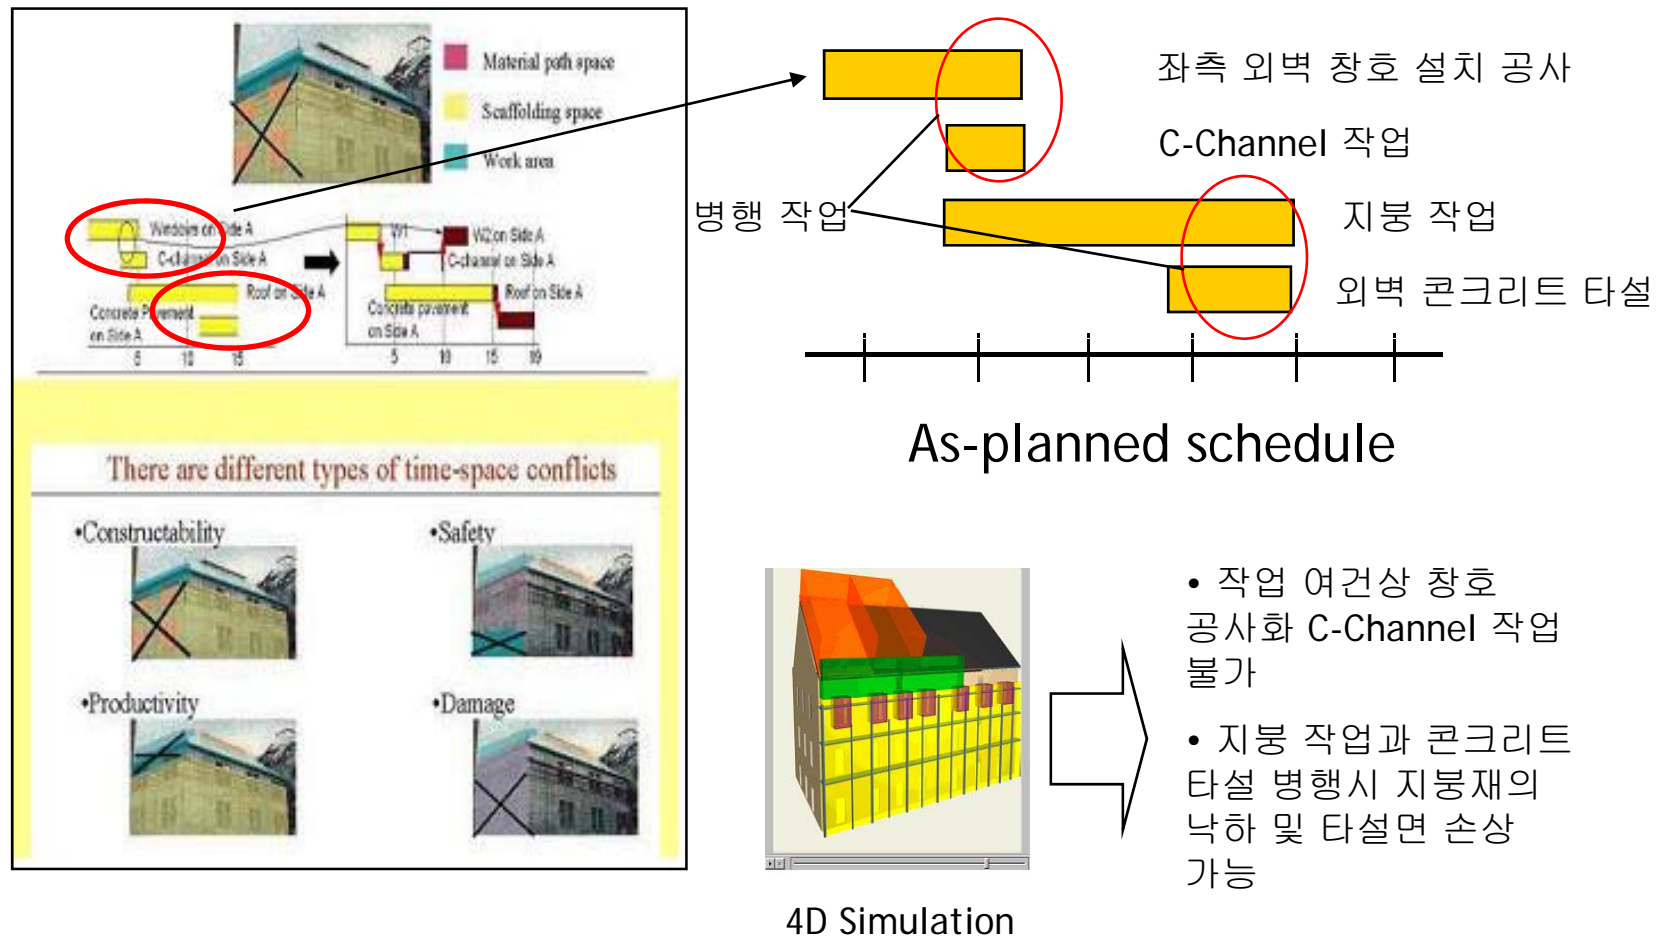 Material path space
Scaffolding space
Work area
Windows on Side A
C-channel on Side A
Roof on Side A
Concrete Pavement
on Side A
5 10 15
W1
W2 on Side A
C-channel on Side A
Roof on Side A
Concrete pavement
on Side A
5 10 15 19
There are different types of time-space conflicts
•Constructability
•Safety
•Productivity
•Damage
좌측 외벽 창호 설치 공사
C-Channel 작업
병행 작업
지붕 작업
외벽 콘크리트 타설
As-planned schedule
4D Simulation
• 작업 여건상 창호
공사화 C-Channel 작업
불가
• 지붕 작업과 콘크리트
타설 병행시 지붕재의
낙하 및 타설면 손상
가능